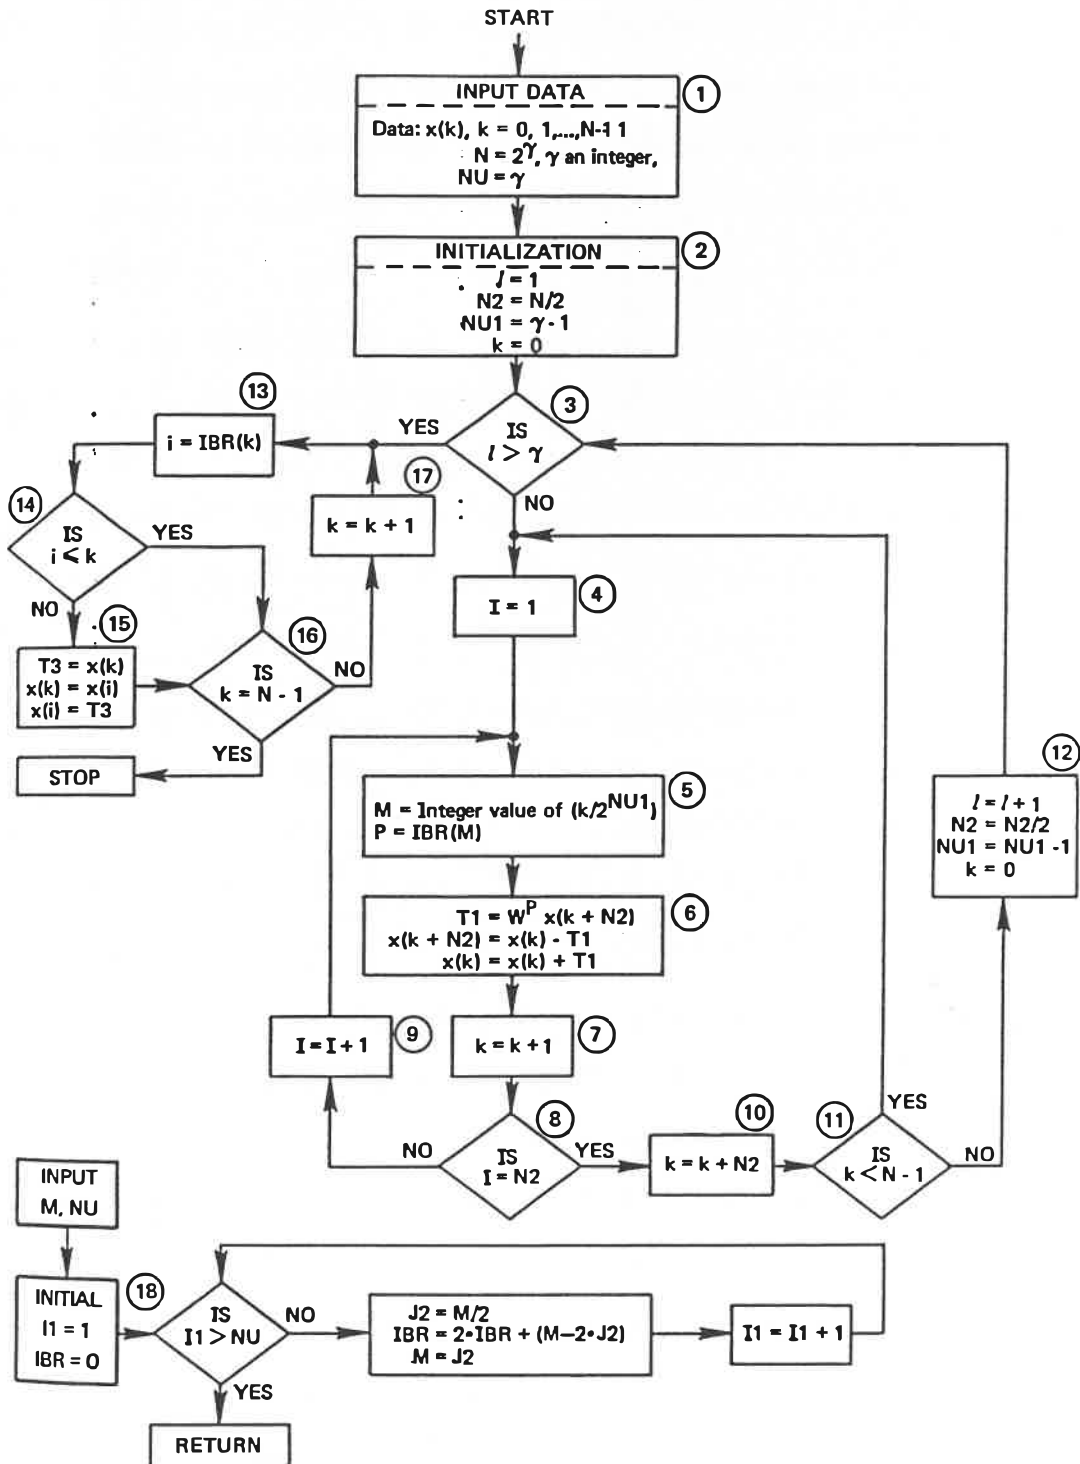 START
INPUT DATA
1
Data: x(k), k = 0, 1,...,N-1 1
N = 2^γ, γ an integer,
NU = γ
INITIALIZATION
2
l = 1
N2 = N/2
NU1 = γ - 1
k = 0
3
IS
l > γ
YES
NO
13
i = IBR(k)
14
IS
i ⩽ k
YES
NO
17
k = k + 1
15
T3 = x(k)
x(k) = x(i)
x(i) = T3
16
IS
k = N - 1
NO
YES
STOP
4
I = 1
5
M = Integer value of (k/2^NU1)
P = IBR(M)
6
T1 = W^P x(k + N2)
x(k + N2) = x(k) - T1
x(k) = x(k) + T1
7
k = k + 1
9
I = I + 1
8
IS
I = N2
NO
YES
10
k = k + N2
11
IS
k < N - 1
YES
NO
12
l = l + 1
N2 = N2/2
NU1 = NU1 - 1
k = 0
INPUT
M, NU
18
INITIAL
I1 = 1
IBR = 0
IS
I1 > NU
NO
YES
J2 = M/2
IBR = 2•IBR + (M–2•J2)
M = J2
I1 = I1 + 1
RETURN